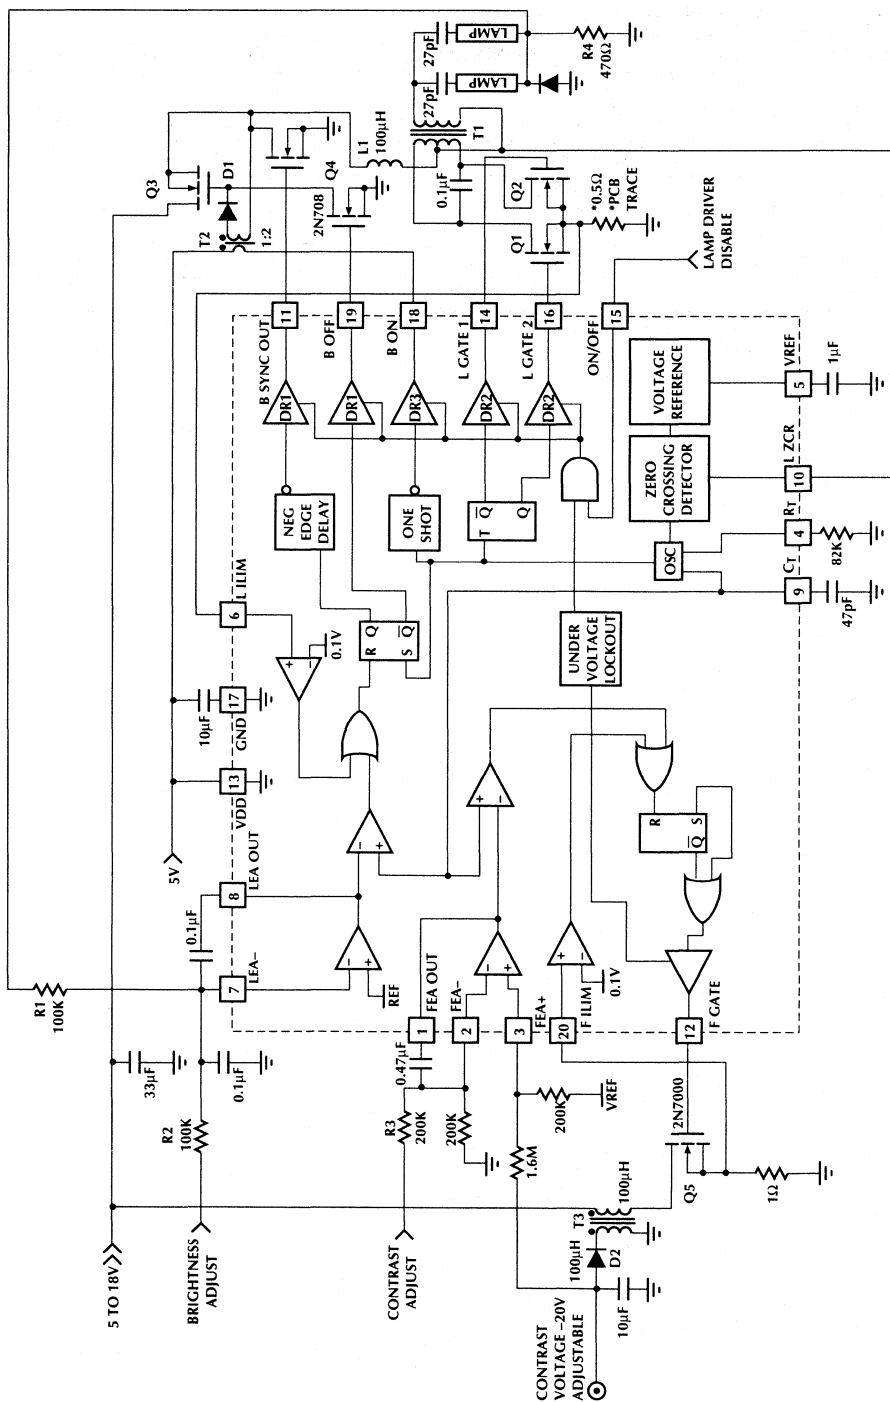 5 TO 18V
BRIGHTNESS
ADJUST
CONTRAST
ADJUST
CONTRAST
VOLTAGE –20V
ADJUSTABLE
R1
100K
33µF
0.1µF
R2
100K
0.1µF
5V
10µF
R3
200K
0.47µF
200K
1.6M
200K
VREF
100µH
D2
T3
100µH
10µF
2N7000
Q5
1Ω
7
LEA–
8
LEA OUT
13
VDD
17
GND
6
L ILIM
1
FEA OUT
2
FEA–
3
FEA+
20
F ILIM
12
F GATE
REF
–
+
–
+
+
–
0.1V
+
–
–
+
+
–
0.1V
R
Q
S
Q
NEG
EDGE
DELAY
ONE
SHOT
T
Q
Q
UNDER
VOLTAGE
LOCKOUT
R
S
Q
DR1
DR1
DR3
DR2
DR2
OSC
ZERO
CROSSING
DETECTOR
VOLTAGE
REFERENCE
B SYNC OUT
11
B OFF
19
B ON
18
L GATE 1
14
L GATE 2
16
ON/OFF
15
VREF
5
1µF
L ZCR
10
RT
4
82K
CT
9
47pF
Q3
D1
T2
1:2
Q4
2N708
L1
100µH
0.1µF
T1
Q2
Q1
*0.5Ω
*PCB
TRACE
LAMP DRIVER
DISABLE
27pF
LAMP
27pF
LAMP
R4
470Ω